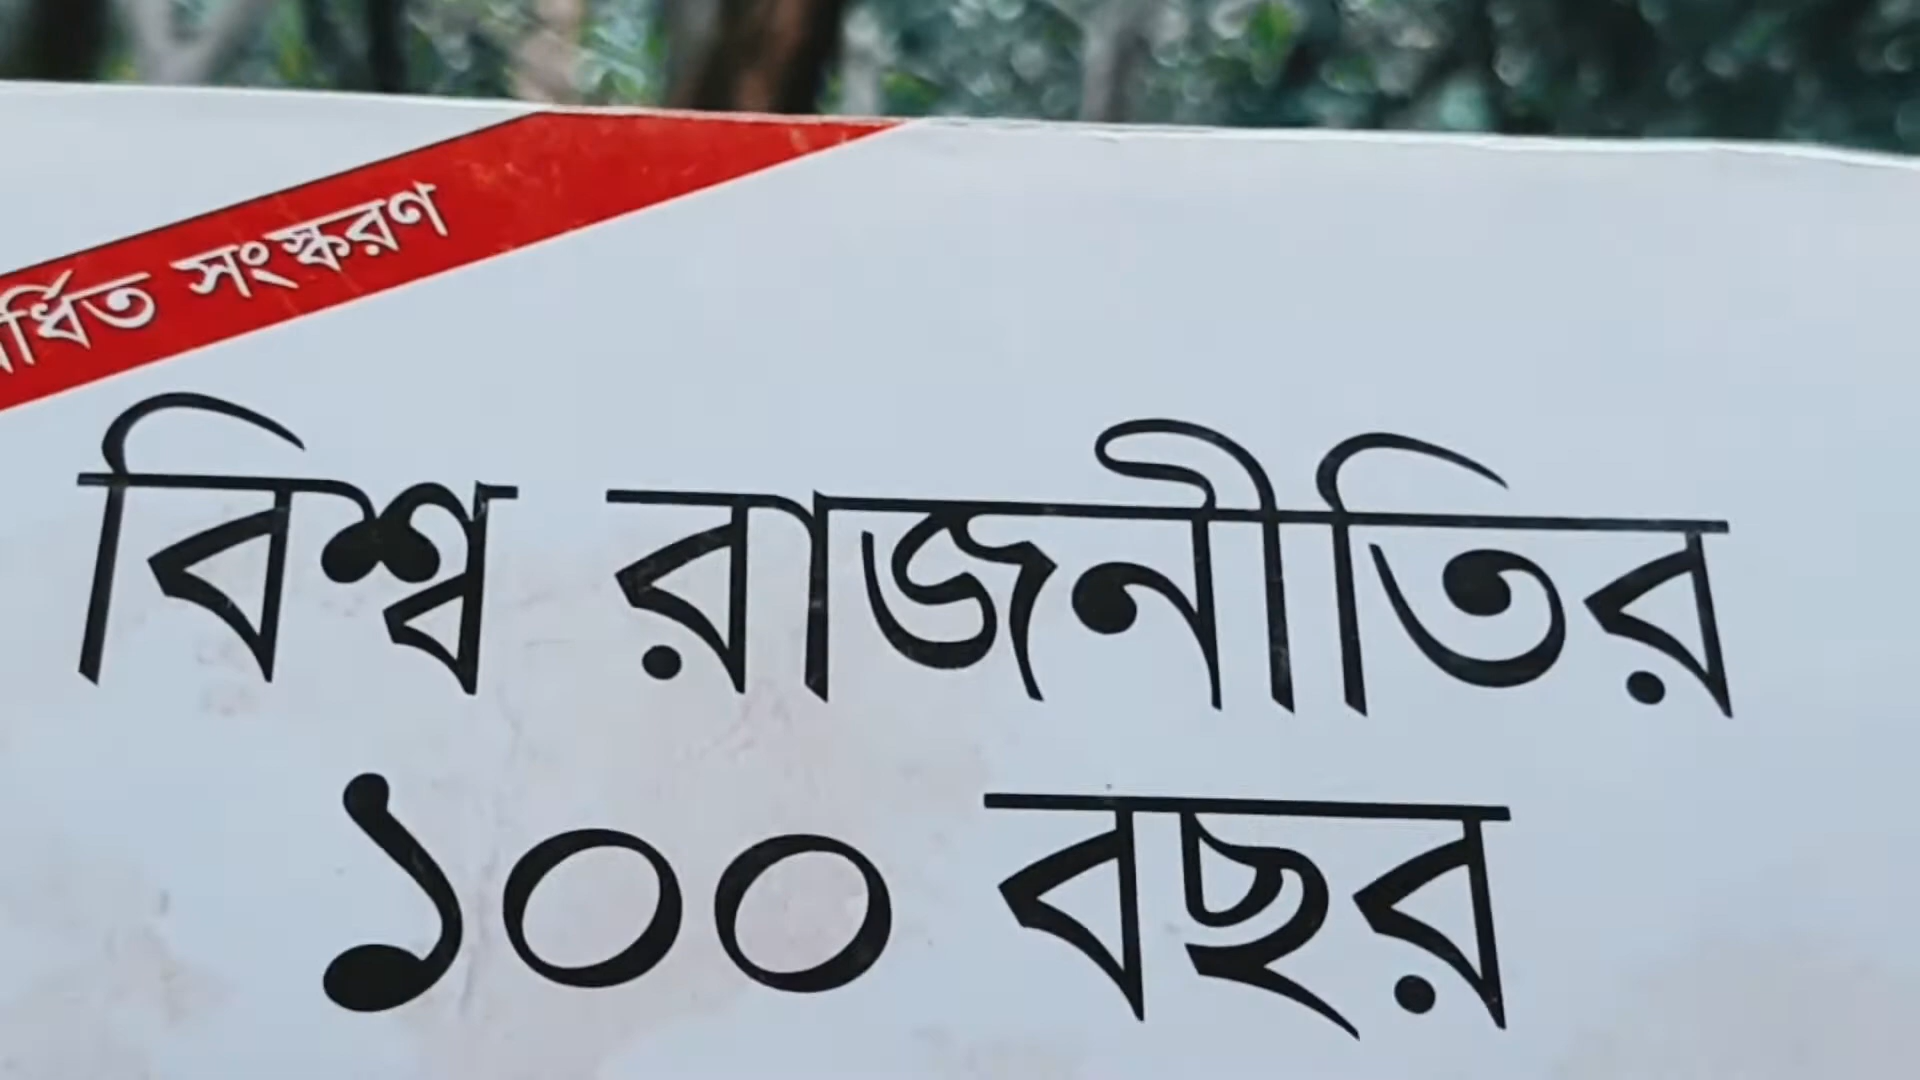 র্ধিত সংস্করণ
বিশ্ব রাজনীতির
১০০ বছর